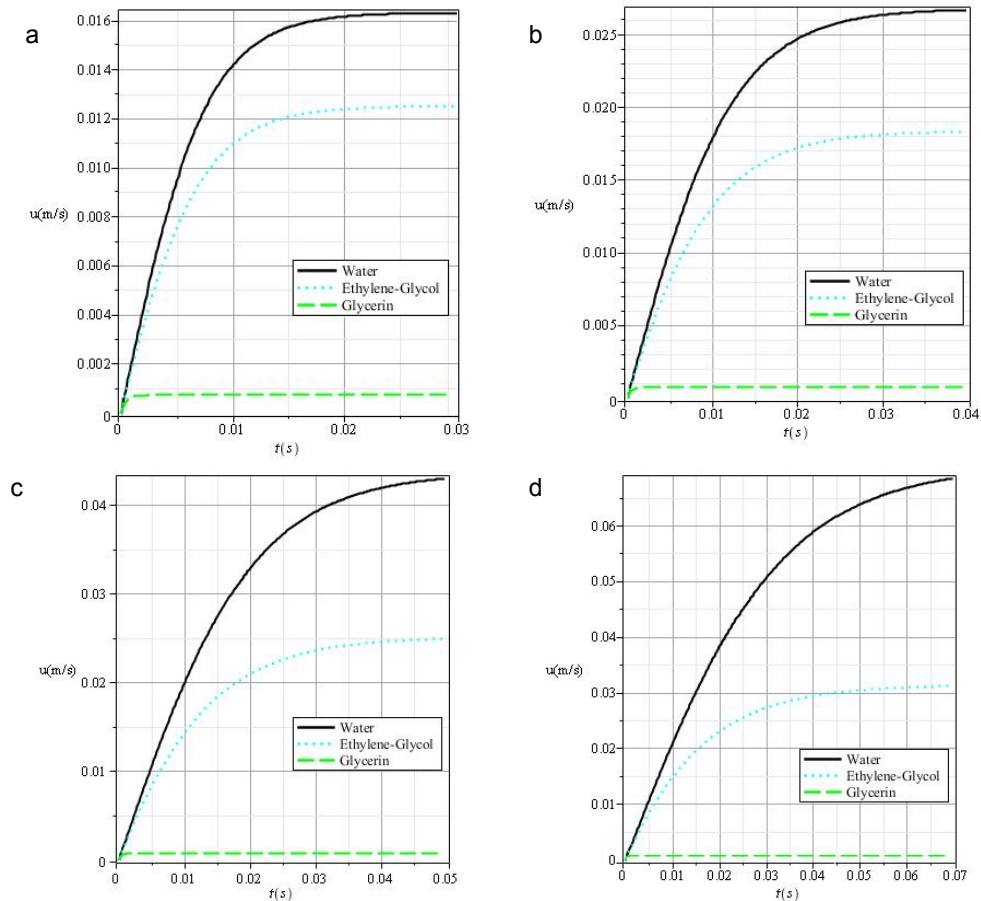 a
0.016
0.014
0.012
0.010
u(m/s)
0.008
0.006
0.004
0.002
0
Water
Ethylene-Glycol
Glycerin
0 0.01 0.02 0.03
t(s)
b
0.025
0.020
0.015
u(m/s)
0.010
0.005
0
Water
Ethylene-Glycol
Glycerin
0 0.01 0.02 0.03 0.04
t(s)
c
0.04
0.03
u(m/s)
0.02
0.01
0
Water
Ethylene-Glycol
Glycerin
0 0.01 0.02 0.03 0.04 0.05
t(s)
d
0.06
0.05
0.04
u(m/s)
0.03
0.02
0.01
0
Water
Ethylene-Glycol
Glycerin
0 0.01 0.02 0.03 0.04 0.05 0.06 0.07
t(s)